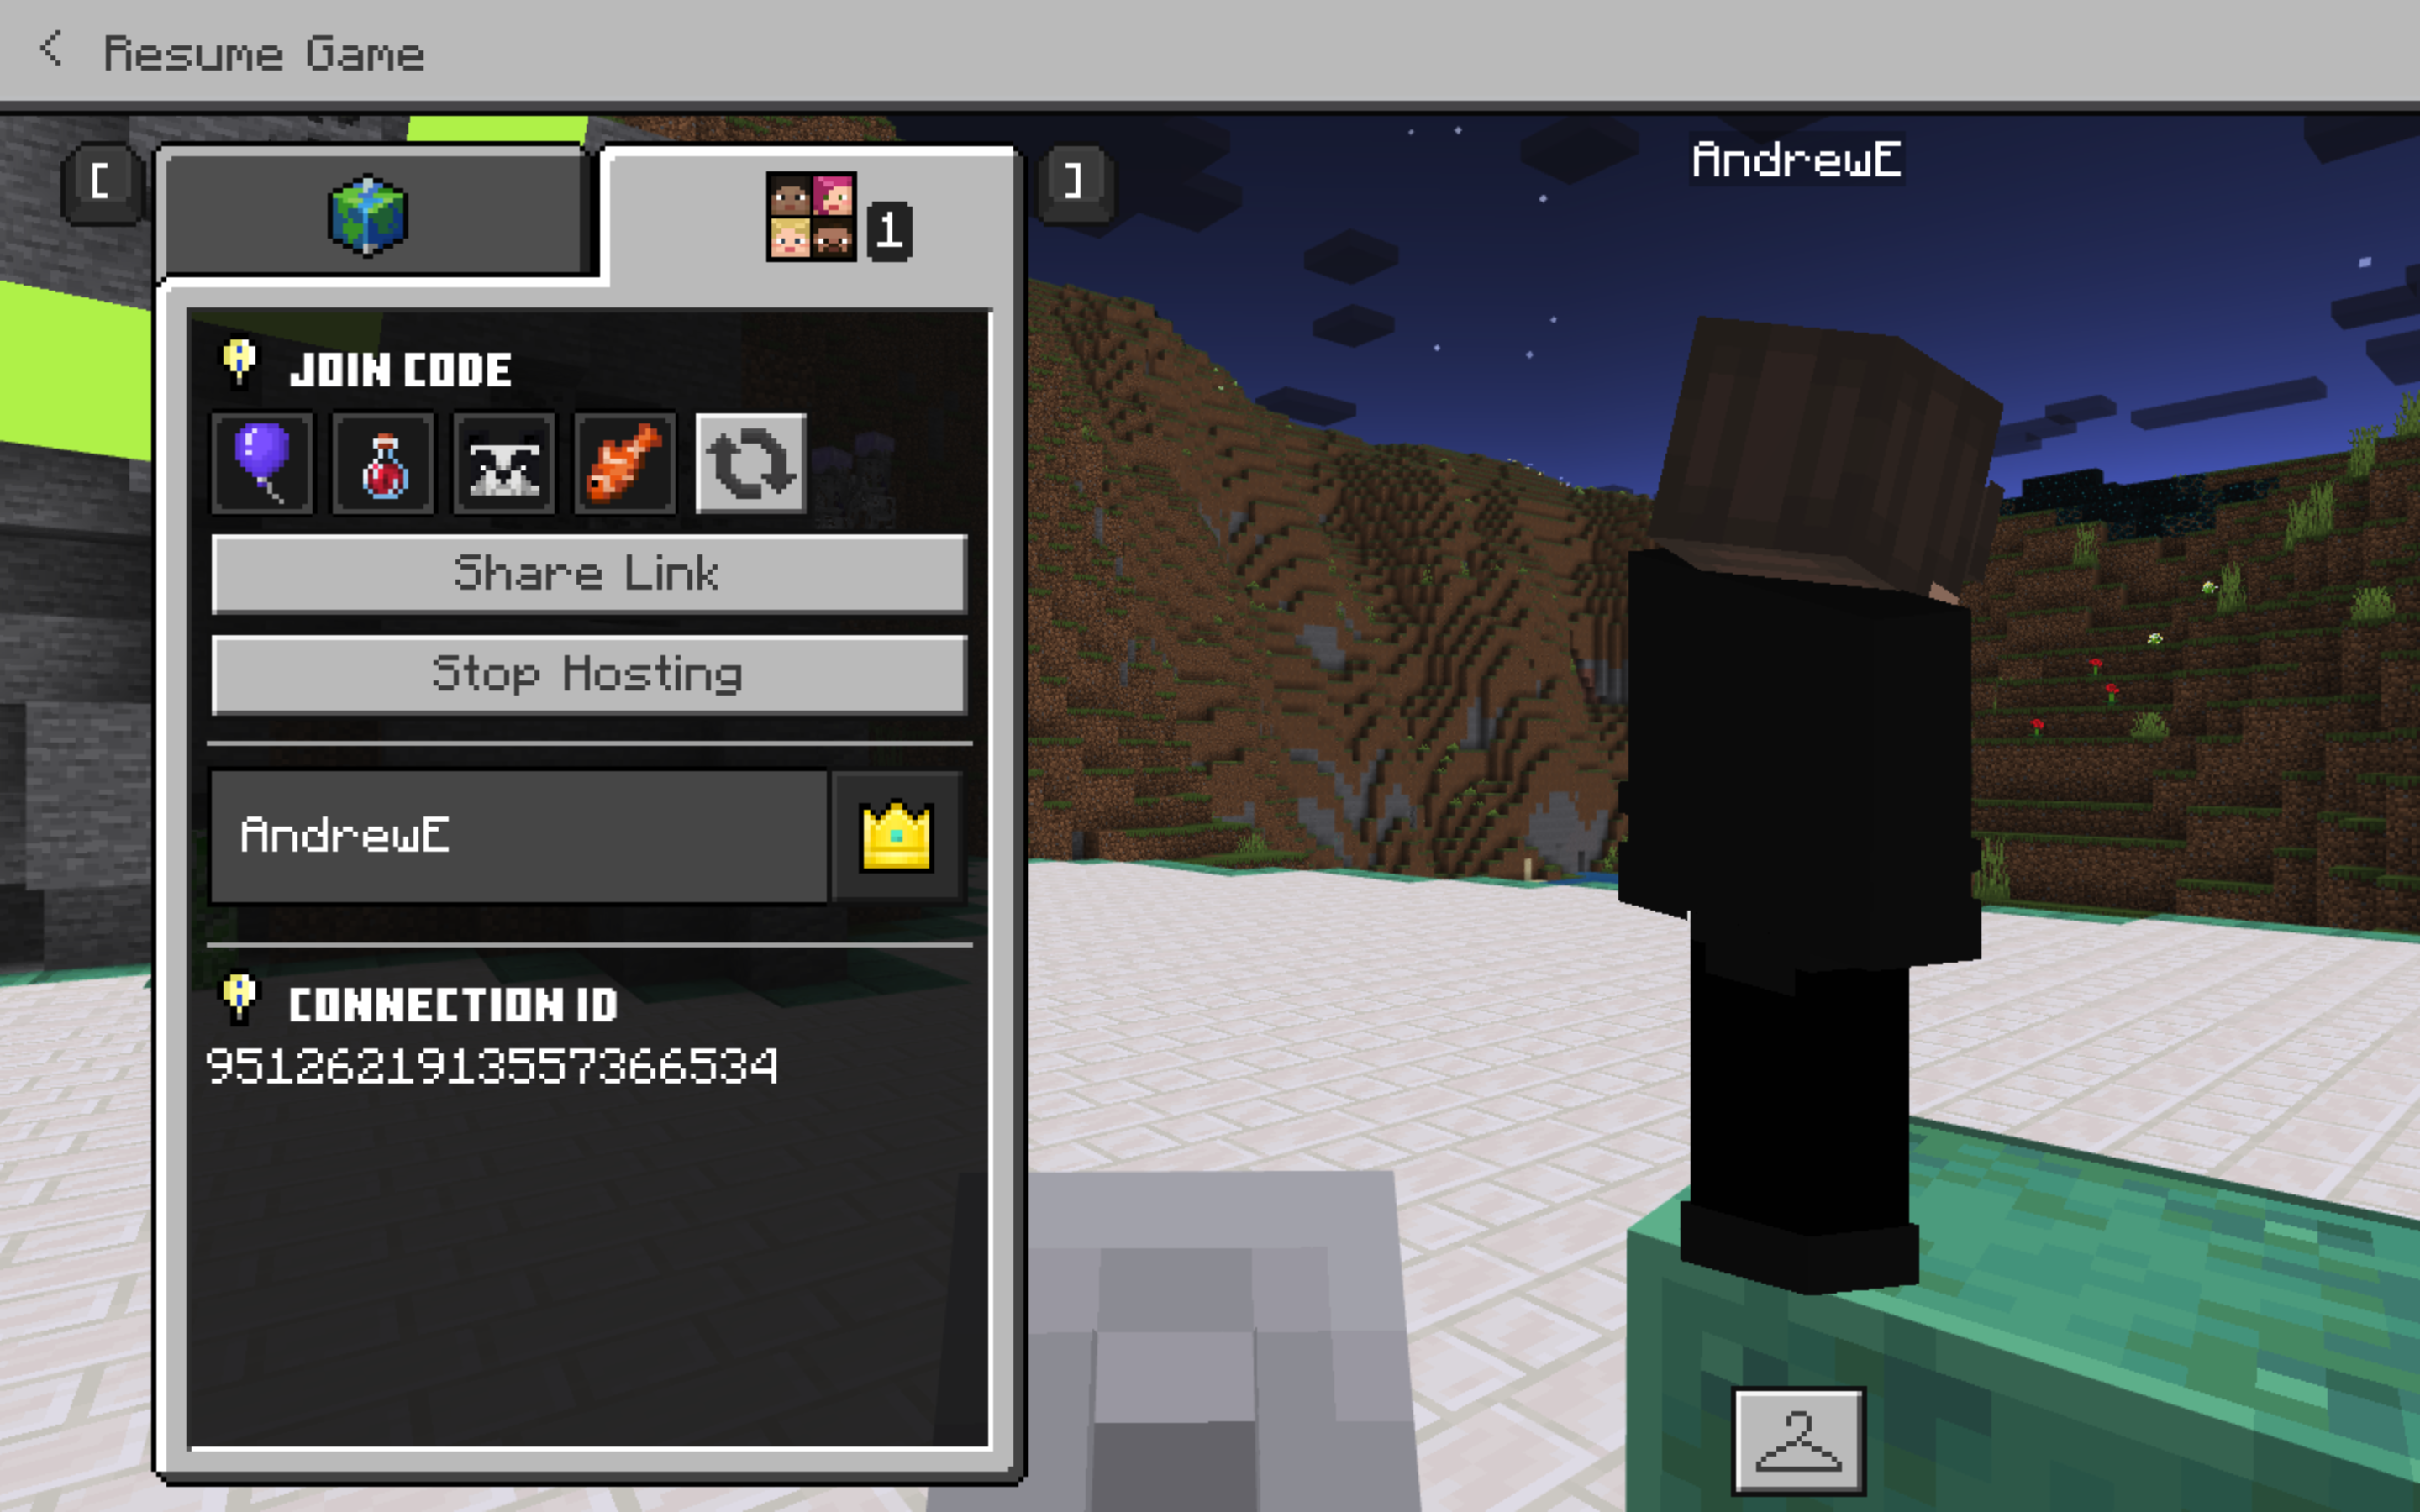 Resume Game
[
]
1
AndrewE
JOIN CODE
Share Link
Stop Hosting
AndrewE
CONNECTION ID
9512621913557366534